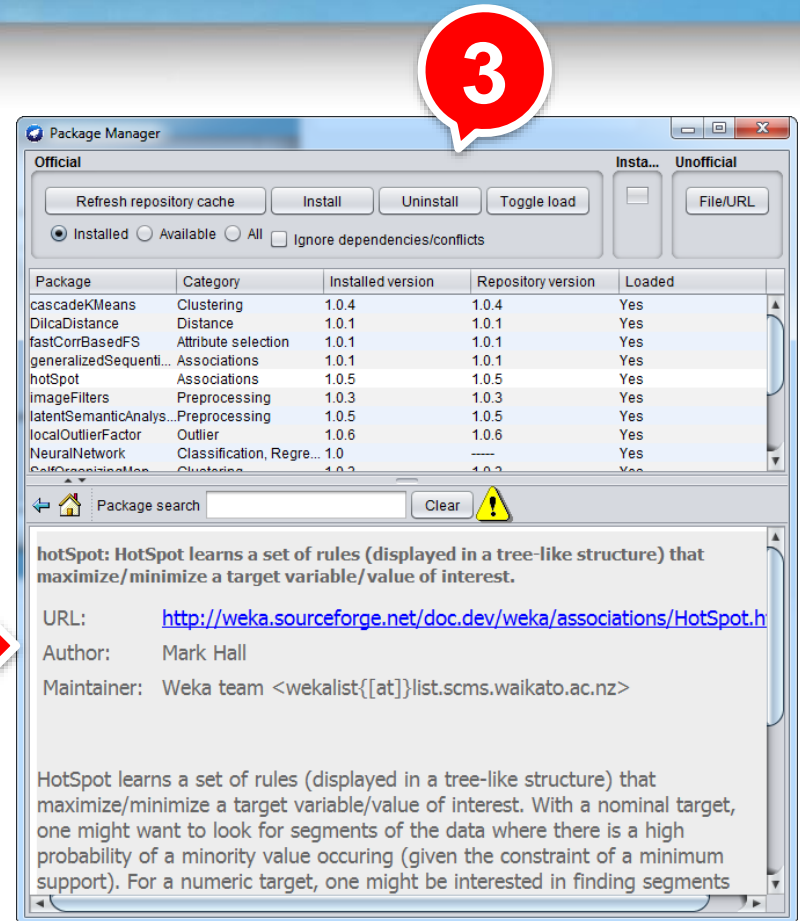 3
Package Manager
Official Insta... Unofficial
Refresh repository cache Install Uninstall Toggle load File/URL
Installed Available All Ignore dependencies/conflicts
Package Category Installed version Repository version Loaded
cascadeKMeans Clustering 1.0.4 1.0.4 Yes
DilcaDistance Distance 1.0.1 1.0.1 Yes
fastCorrBasedFS Attribute selection 1.0.1 1.0.1 Yes
generalizedSequenti... Associations 1.0.1 1.0.1 Yes
hotSpot Associations 1.0.5 1.0.5 Yes
imageFilters Preprocessing 1.0.3 1.0.3 Yes
latentSemanticAnalys... Preprocessing 1.0.5 1.0.5 Yes
localOutlierFactor Outlier 1.0.6 1.0.6 Yes
NeuralNetwork Classification, Regre... 1.0 ----- Yes
SelfOrganizingMap Clustering 1.0.3 1.0.3 Yes
Package search Clear
hotSpot: HotSpot learns a set of rules (displayed in a tree-like structure) that
maximize/minimize a target variable/value of interest.
URL: http://weka.sourceforge.net/doc.dev/weka/associations/HotSpot.h
Author: Mark Hall
Maintainer: Weka team <wekalist{[at]}list.scms.waikato.ac.nz>
HotSpot learns a set of rules (displayed in a tree-like structure) that
maximize/minimize a target variable/value of interest. With a nominal target,
one might want to look for segments of the data where there is a high
probability of a minority value occuring (given the constraint of a minimum
support). For a numeric target, one might be interested in finding segments